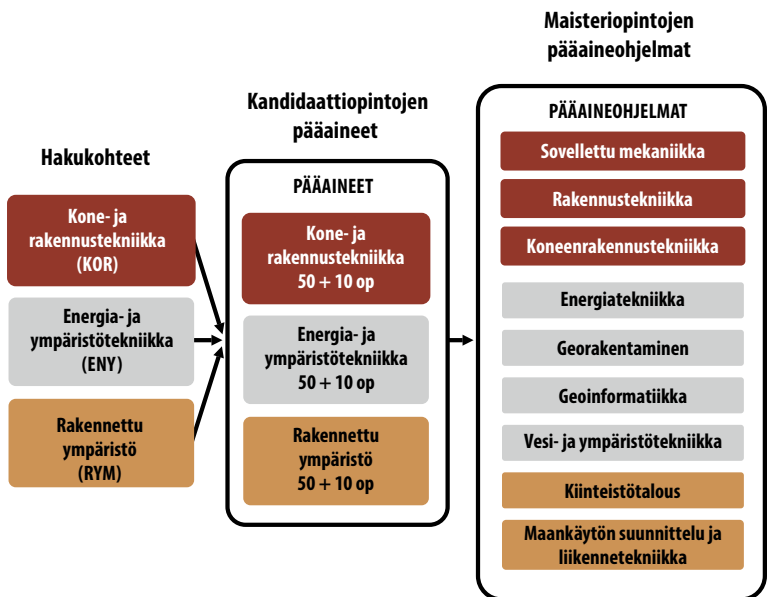 Hakukohteet
Kone- ja
rakennustekniikka
(KOR)
Energia- ja
ympäristötekniikka
(ENY)
Rakennettu
ympäristö
(RYM)
Kandidaattiopintojen
pääaineet
PÄÄAINEET
Kone- ja
rakennustekniikka
50 + 10 op
Energia- ja
ympäristötekniikka
50 + 10 op
Rakennettu
ympäristö
50 + 10 op
Maisteriopintojen
pääaineohjelmat
PÄÄAINEOHJELMAT
Sovellettu mekaniikka
Rakennustekniikka
Koneenrakennustekniikka
Energiatekniikka
Georakentaminen
Geoinformatiikka
Vesi- ja ympäristötekniikka
Kiinteistötalous
Maankäytön suunnittelu ja
liikennetekniikka